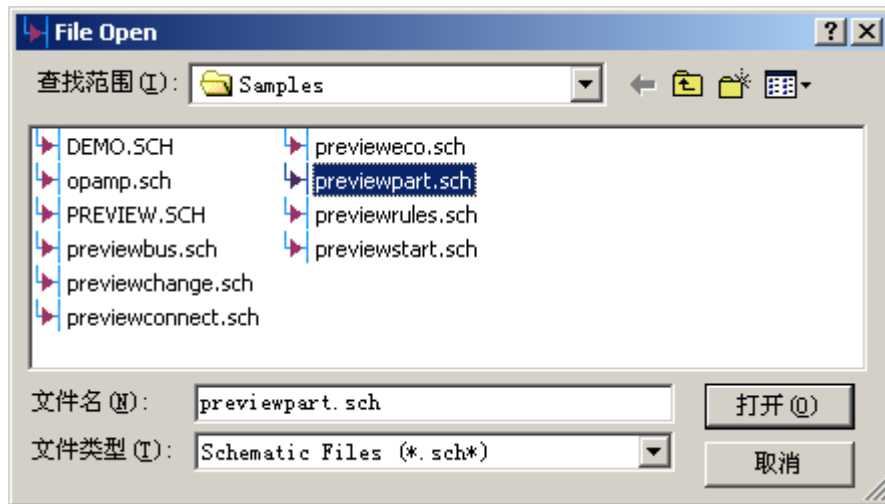 File Open
查找范围(I): Samples
DEMO.SCH
opamp.sch
PREVIEW.SCH
previewbus.sch
previewchange.sch
previewconnect.sch
previeweco.sch
previewpart.sch
previewrules.sch
previewstart.sch
文件名(N): previewpart.sch
打开(O)
文件类型(T): Schematic Files (*.sch*)
取消